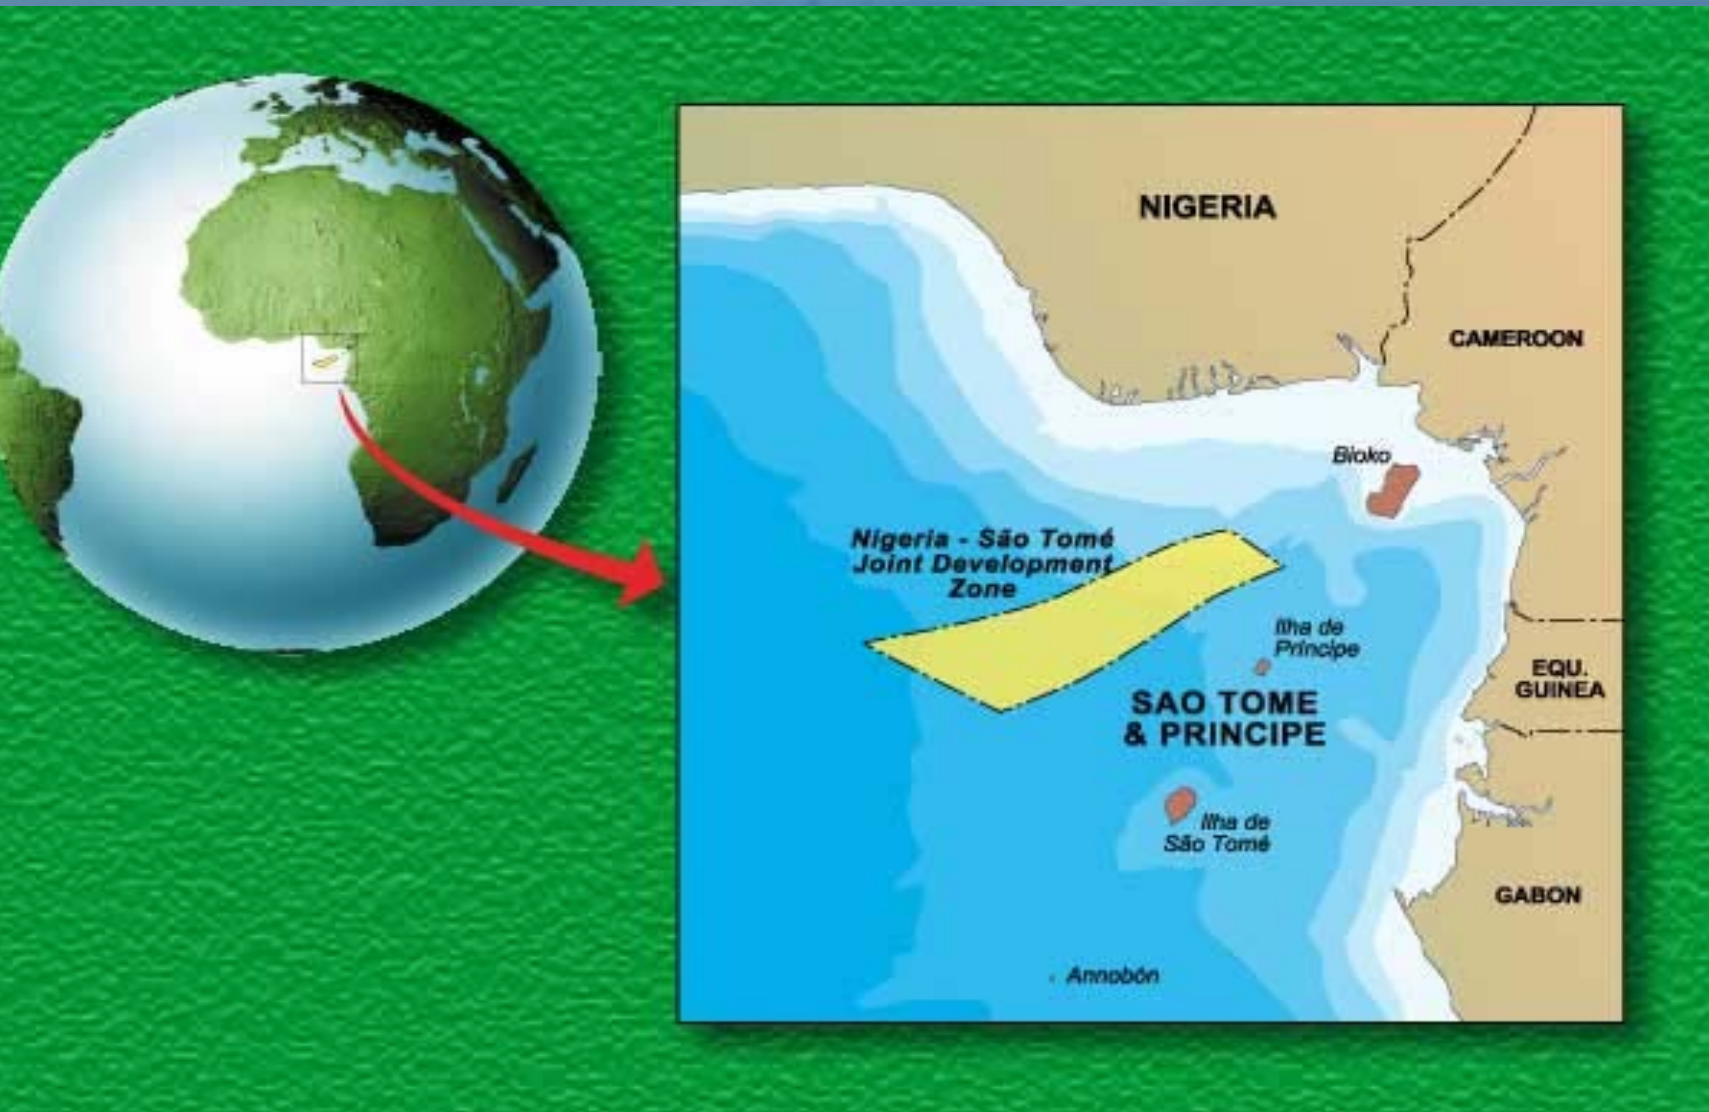 NIGERIA
CAMEROON
Bioko
Nigeria - São Tomé
Joint Development
Zone
Ilha de
Principe
EQU.
GUINEA
SAO TOME
& PRINCIPE
Ilha de
São Tomé
GABON
Annobón